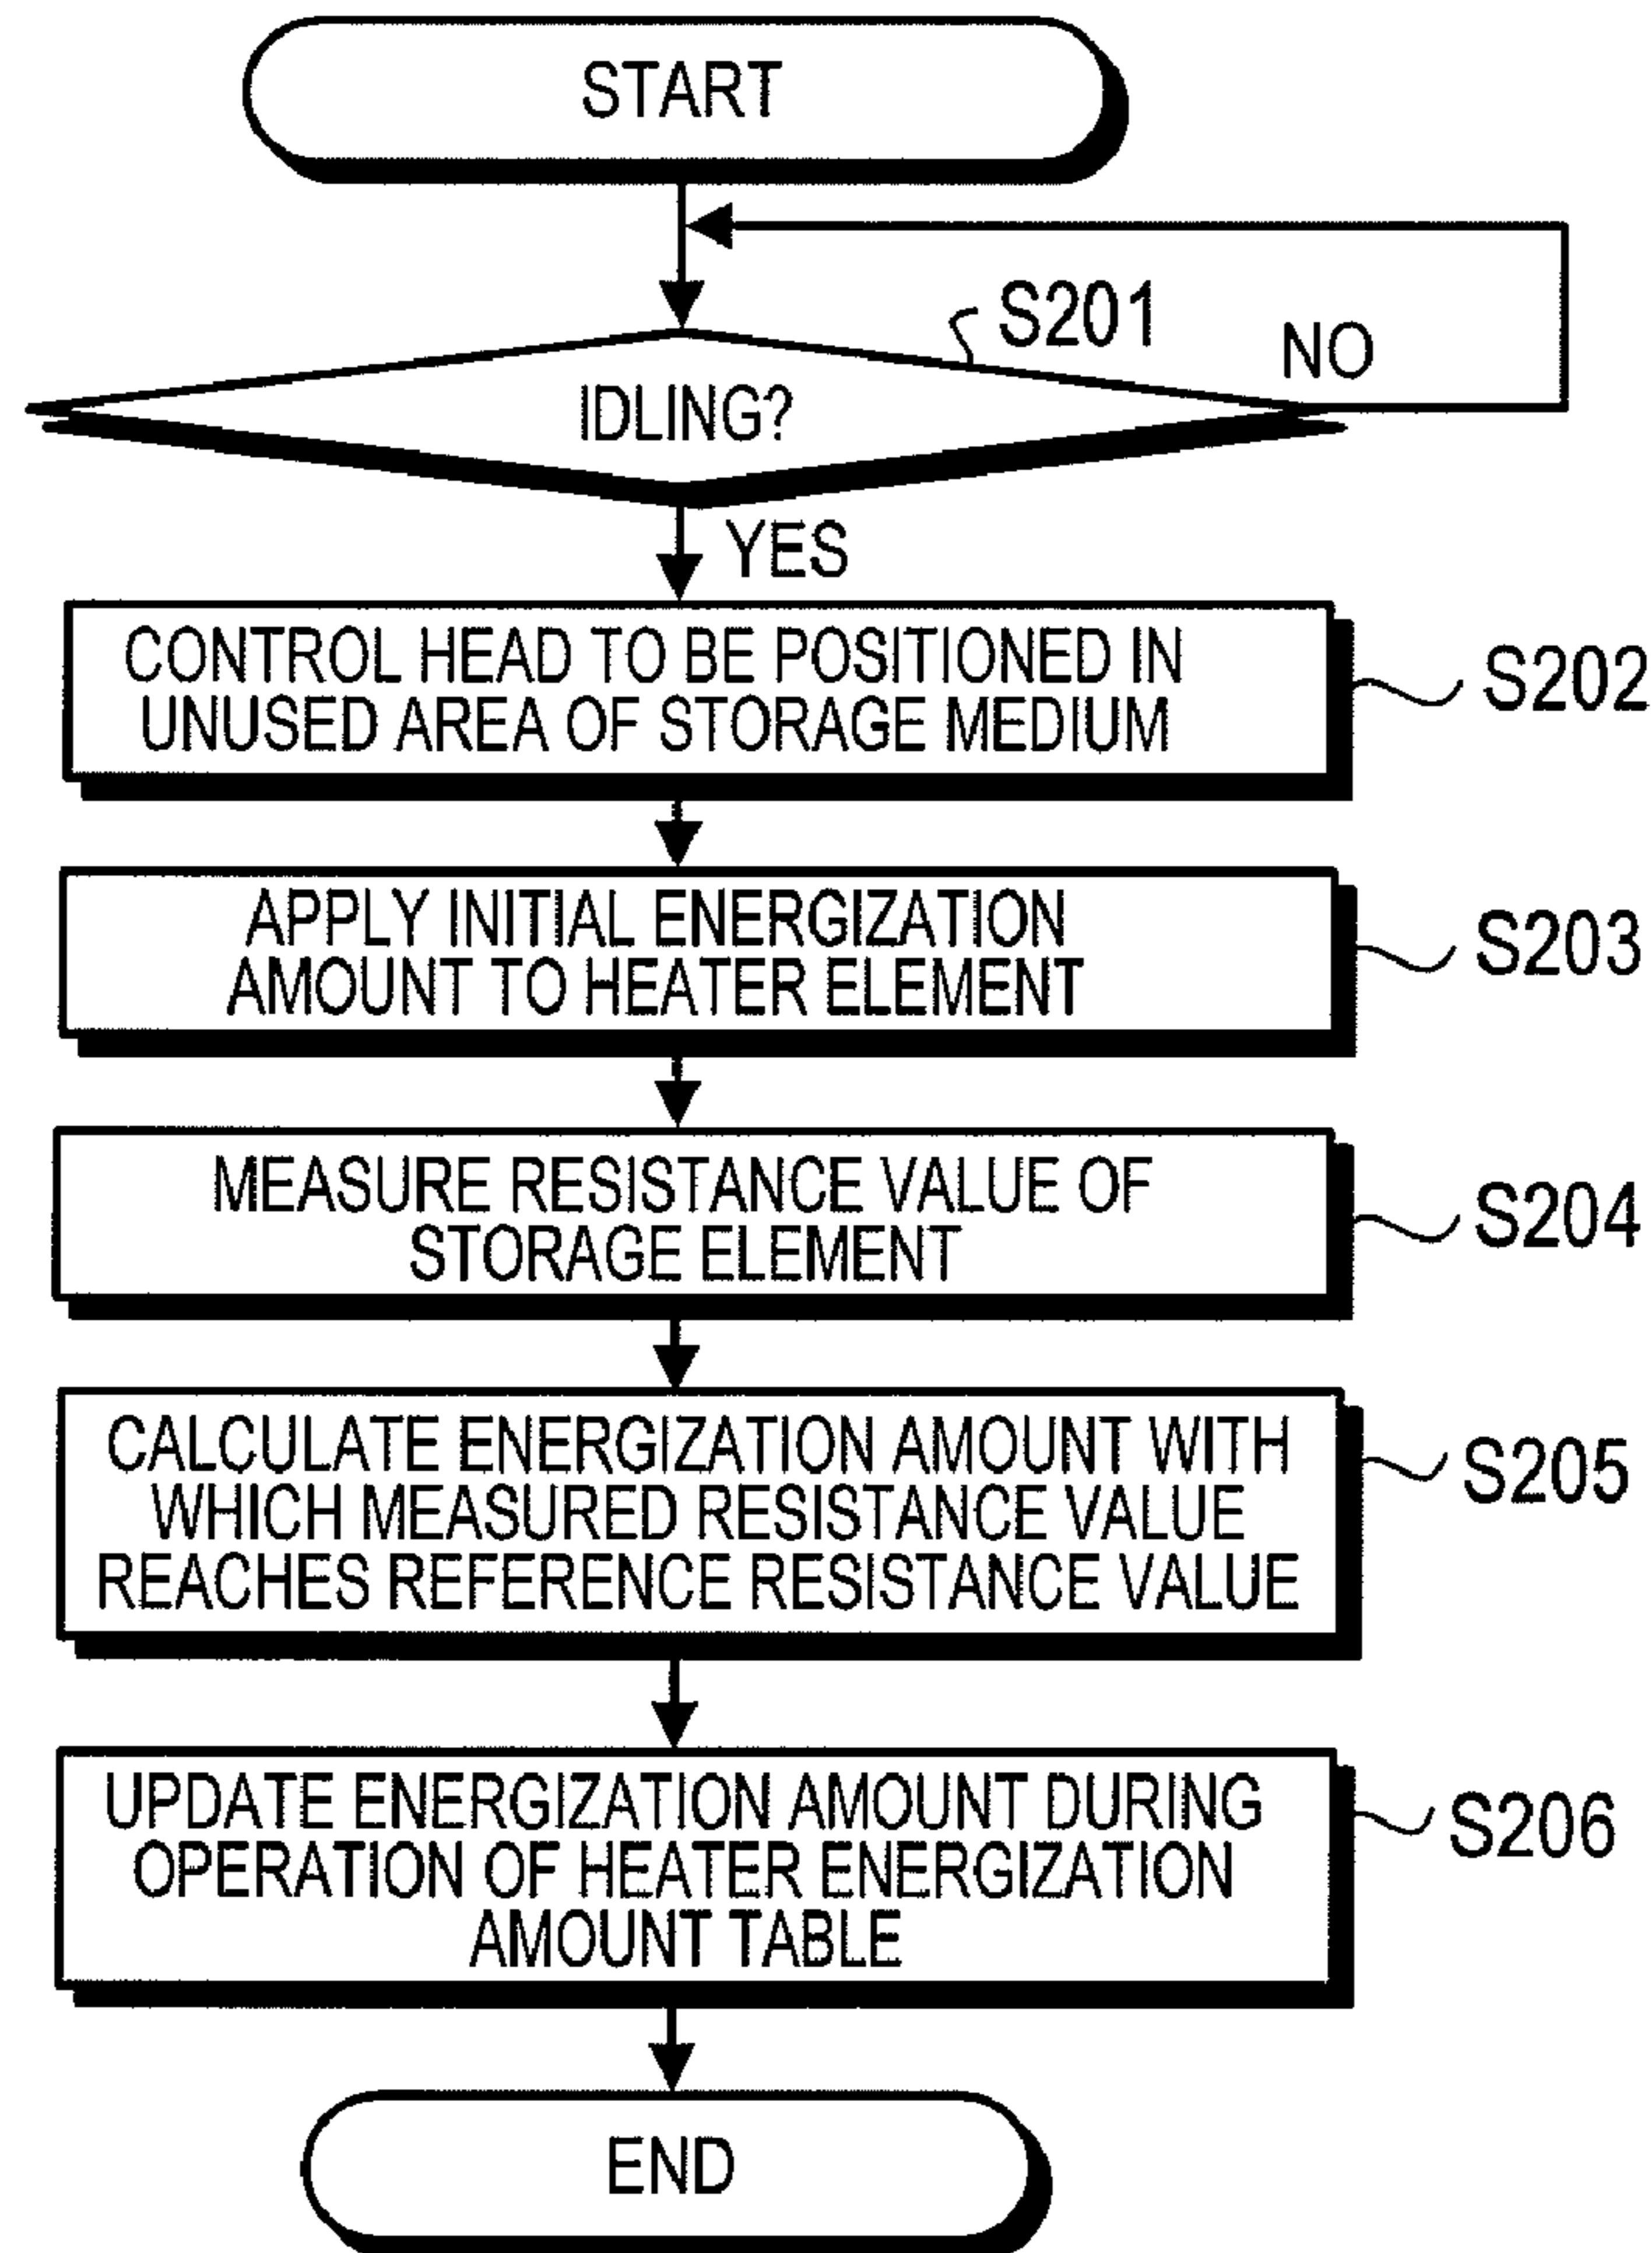 START
S201
NO
IDLING?
YES
CONTROL HEAD TO BE POSITIONED IN
UNUSED AREA OF STORAGE MEDIUM
S202
APPLY INITIAL ENERGIZATION
AMOUNT TO HEATER ELEMENT
S203
MEASURE RESISTANCE VALUE OF
STORAGE ELEMENT
S204
CALCULATE ENERGIZATION AMOUNT WITH
WHICH MEASURED RESISTANCE VALUE
REACHES REFERENCE RESISTANCE VALUE
S205
UPDATE ENERGIZATION AMOUNT DURING
OPERATION OF HEATER ENERGIZATION
AMOUNT TABLE
S206
END